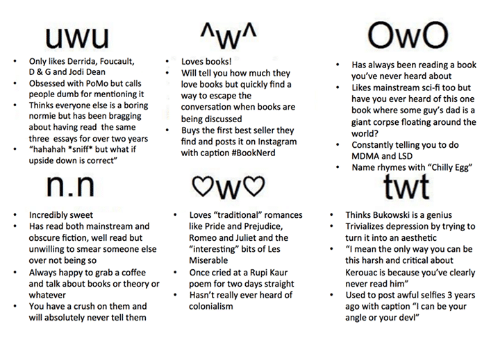 uwu
• Only likes Derrida, Foucault,
D & G and Jodi Dean
• Obsessed with PoMo but calls
people dumb for mentioning it
• Thinks everyone else is a boring
normie but has been bragging
about having read the same
three essays for over two years
• "hahahah *sniff* but what if
upside down is correct"
^w^
• Loves books!
• Will tell you how much they
love books but quickly find a
way to escape the
conversation when books are
being discussed
• Buys the first best seller they
find and posts it on Instagram
with caption #BookNerd
OwO
• Has always been reading a book
you've never heard about
• Likes mainstream sci-fi too but
have you ever heard of this one
book where some guy's dad is a
giant corpse floating around the
world?
• Constantly telling you to do
MDMA and LSD
• Name rhymes with "Chilly Egg"
n.n
• Incredibly sweet
• Has read both mainstream and
obscure fiction, well read but
unwilling to smear someone else
over not being so
• Always happy to grab a coffee
and talk about books or theory or
whatever
• You have a crush on them and
will absolutely never tell them
♡w♡
• Loves "traditional" romances
like Pride and Prejudice,
Romeo and Juliet and the
"interesting" bits of Les
Miserable
• Once cried at a Rupi Kaur
poem for two days straight
• Hasn't really ever heard of
colonialism
twt
• Thinks Bukowski is a genius
• Trivializes depression by trying to
turn it into an aesthetic
• "I mean the only way you can be
this harsh and critical about
Kerouac is because you've clearly
never read him"
• Used to post awful selfies 3 years
ago with caption "I can be your
angle or your devl"